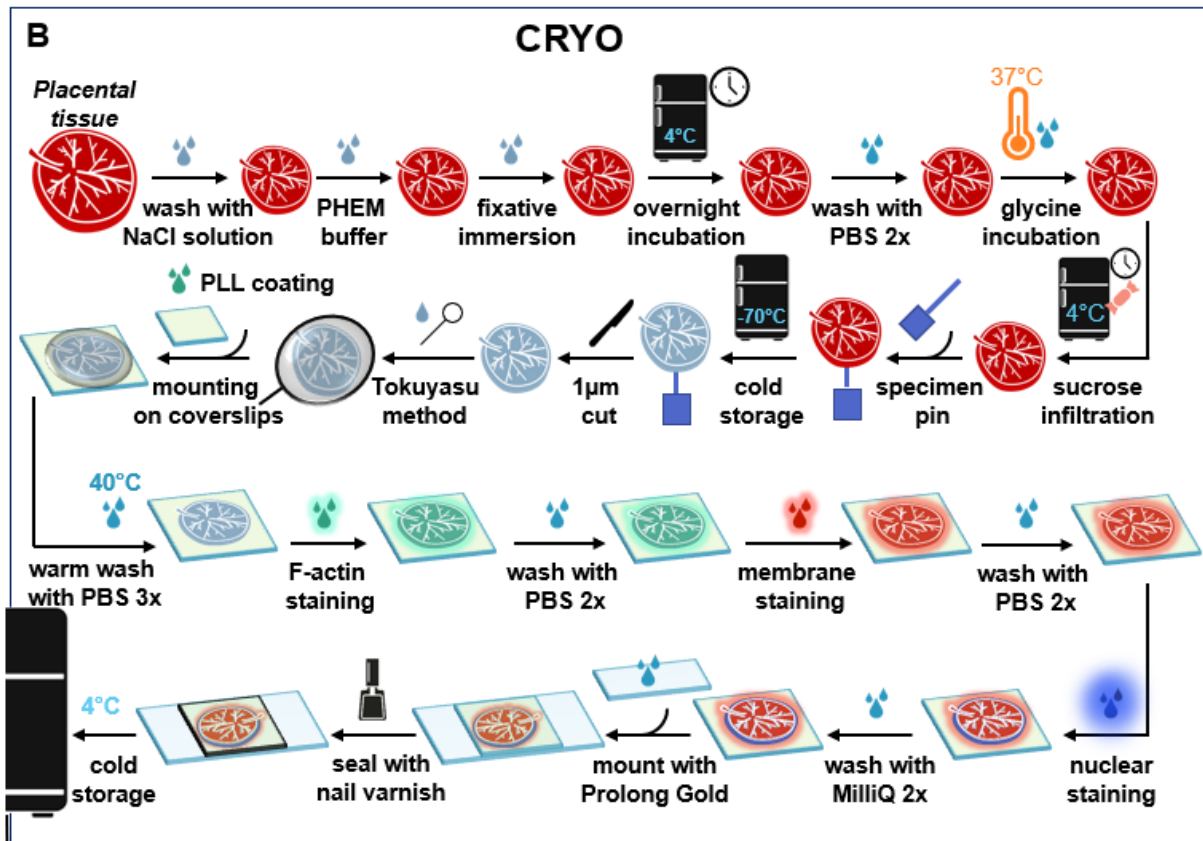 B
CRYO
Placental
tissue
wash with
NaCl solution
PHEM
buffer
fixative
immersion
4°C
overnight
incubation
wash with
PBS 2x
37°C
glycine
incubation
4°C
sucrose
infiltration
specimen
pin
-70°C
cold
storage
1µm
cut
Tokuyasu
method
PLL coating
mounting
on coverslips
40°C
warm wash
with PBS 3x
F-actin
staining
wash with
PBS 2x
membrane
staining
wash with
PBS 2x
nuclear
staining
wash with
MilliQ 2x
mount with
Prolong Gold
seal with
nail varnish
4°C
cold
storage